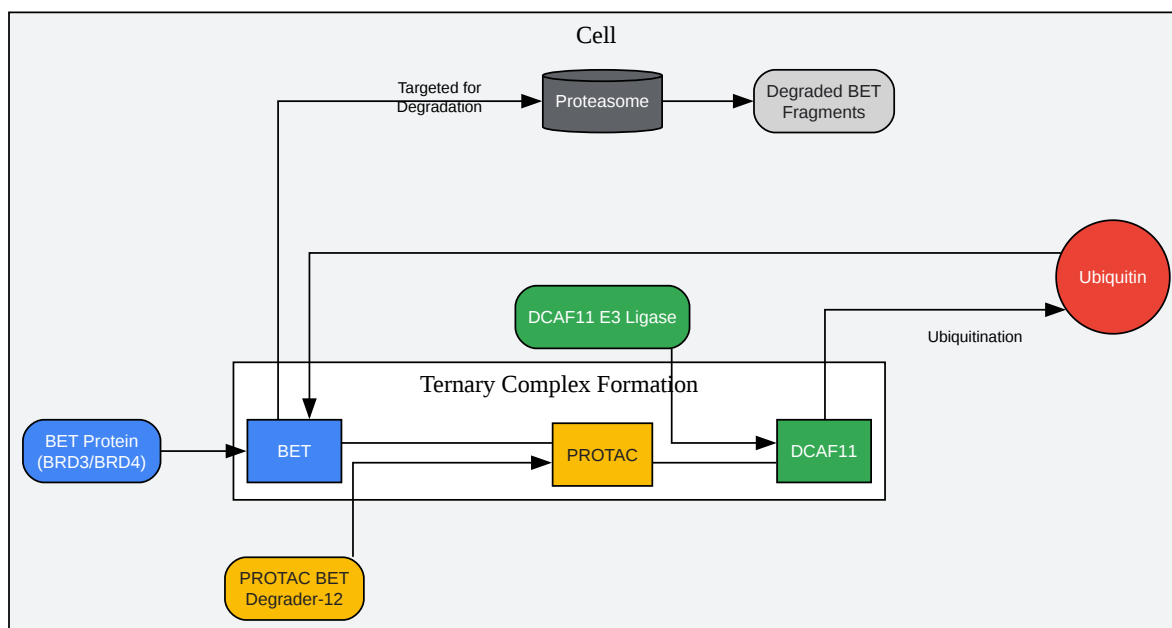 Cell
Targeted for
Degradation
Proteasome
Degraded BET
Fragments
Ubiquitin
DCAF11 E3 Ligase
Ubiquitination
Ternary Complex Formation
BET Protein
(BRD3/BRD4)
BET
PROTAC
DCAF11
PROTAC BET
Degrader-12